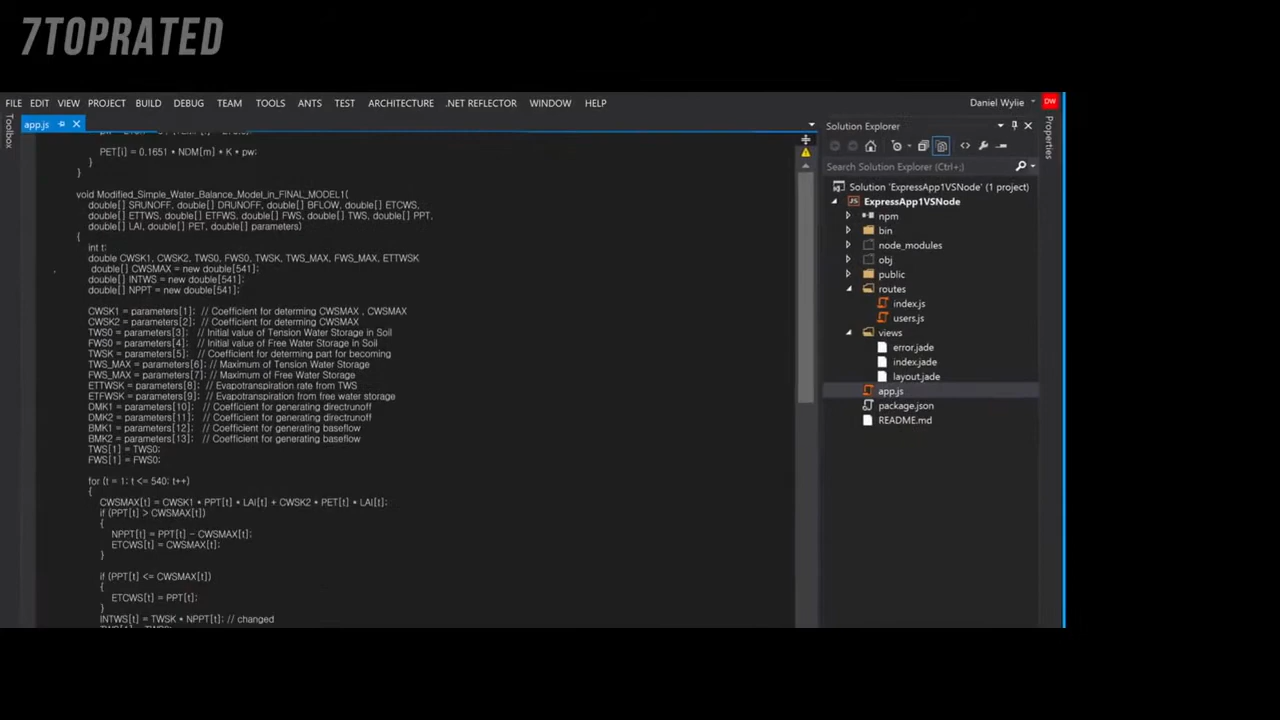 7TOPRATED
FILE EDIT VIEW PROJECT BUILD DEBUG TEAM TOOLS ANTS TEST ARCHITECTURE .NET REFLECTOR WINDOW HELP
Daniel Wylie DW
Toolbox
app.js
PET[i] = 0.1651 * NDM[m] * K * pw;
}
}
void Modified_Simple_Water_Balance_Model_in_FINAL_MODEL1(
double[] SRUNOFF, double[] DRUNOFF, double[] BFLOW, double[] ETCWS,
double[] ETTWS, double[] ETFWS, double[] FWS, double[] TWS, double[] PPT,
double[] LAI, double[] PET, double[] parameters)
{
int t;
double CWSK1, CWSK2, TWS0, FWS0, TWSK, TWS_MAX, FWS_MAX, ETTWSK
double[] CWSMAX = new double[541];
double[] INTWS = new double[541];
double[] NPPT = new double[541];
CWSK1 = parameters[1]; // Coefficient for determing CWSMAX , CWSMAX
CWSK2 = parameters[2]; // Coefficient for determing CWSMAX
TWS0 = parameters[3]; // Initial value of Tension Water Storage in Soil
FWS0 = parameters[4]; // Initial value of Free Water Storage in Soil
TWSK = parameters[5]; // Coefficient for determing part for becoming
TWS_MAX = parameters[6]; // Maximum of Tension Water Storage
FWS_MAX = parameters[7]; // Maximum of Free Water Storage
ETTWSK = parameters[8]; // Evapotranspiration rate from TWS
ETFWSK = parameters[9]; // Evapotranspiration from free water storage
DMK1 = parameters[10]; // Coefficient for generating directrunoff
DMK2 = parameters[11]; // Coefficient for generating directrunoff
BMK1 = parameters[12]; // Coefficient for generating baseflow
BMK2 = parameters[13]; // Coefficient for generating baseflow
TWS[1] = TWS0;
FWS[1] = FWS0;
for (t = 1; t <= 540; t++)
{
CWSMAX[t] = CWSK1 * PPT[t] * LAI[t] + CWSK2 * PET[t] * LAI[t];
if (PPT[t] > CWSMAX[t])
{
NPPT[t] = PPT[t] - CWSMAX[t];
ETCWS[t] = CWSMAX[t];
}
if (PPT[t] <= CWSMAX[t])
{
ETCWS[t] = PPT[t];
}
INTWS[t] = TWSK * NPPT[t]; // changed
Solution Explorer
Search Solution Explorer (Ctrl+;)
Solution 'ExpressApp1VSNode' (1 project)
ExpressApp1VSNode
npm
bin
node_modules
obj
public
routes
index.js
users.js
views
error.jade
index.jade
layout.jade
app.js
package.json
README.md
Properties